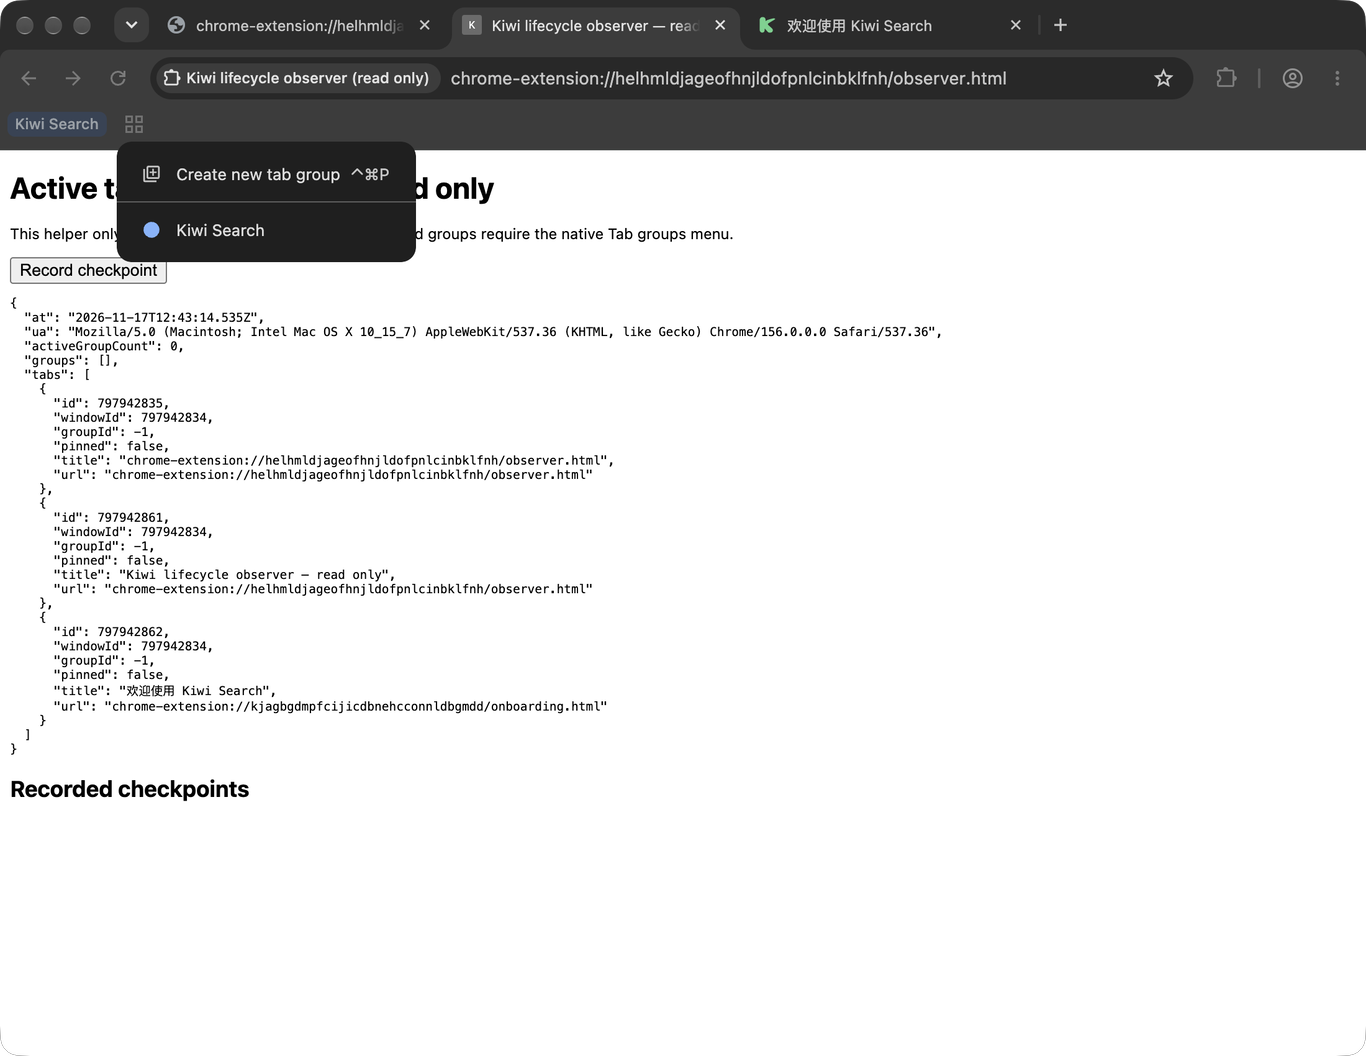 chrome-extension://helhmldja
Kiwi lifecycle observer — read
欢迎使用 Kiwi Search
Kiwi lifecycle observer (read only)
chrome-extension://helhmldjageofhnjldofpnlcinbklfnh/observer.html
Kiwi Search
Create new tab group ^⌘P
Kiwi Search
Active t
d only
This helper only
d groups require the native Tab groups menu.
Record checkpoint
{
"at": "2026-11-17T12:43:14.535Z",
"ua": "Mozilla/5.0 (Macintosh; Intel Mac OS X 10_15_7) AppleWebKit/537.36 (KHTML, like Gecko) Chrome/156.0.0.0 Safari/537.36",
"activeGroupCount": 0,
"groups": [],
"tabs": [
{
"id": 797942835,
"windowId": 797942834,
"groupId": -1,
"pinned": false,
"title": "chrome-extension://helhmldjageofhnjldofpnlcinbklfnh/observer.html",
"url": "chrome-extension://helhmldjageofhnjldofpnlcinbklfnh/observer.html"
},
{
"id": 797942861,
"windowId": 797942834,
"groupId": -1,
"pinned": false,
"title": "Kiwi lifecycle observer — read only",
"url": "chrome-extension://helhmldjageofhnjldofpnlcinbklfnh/observer.html"
},
{
"id": 797942862,
"windowId": 797942834,
"groupId": -1,
"pinned": false,
"title": "欢迎使用 Kiwi Search",
"url": "chrome-extension://kjagbgdmpfcijicdbnehcconnldbgmdd/onboarding.html"
}
]
}
Recorded checkpoints